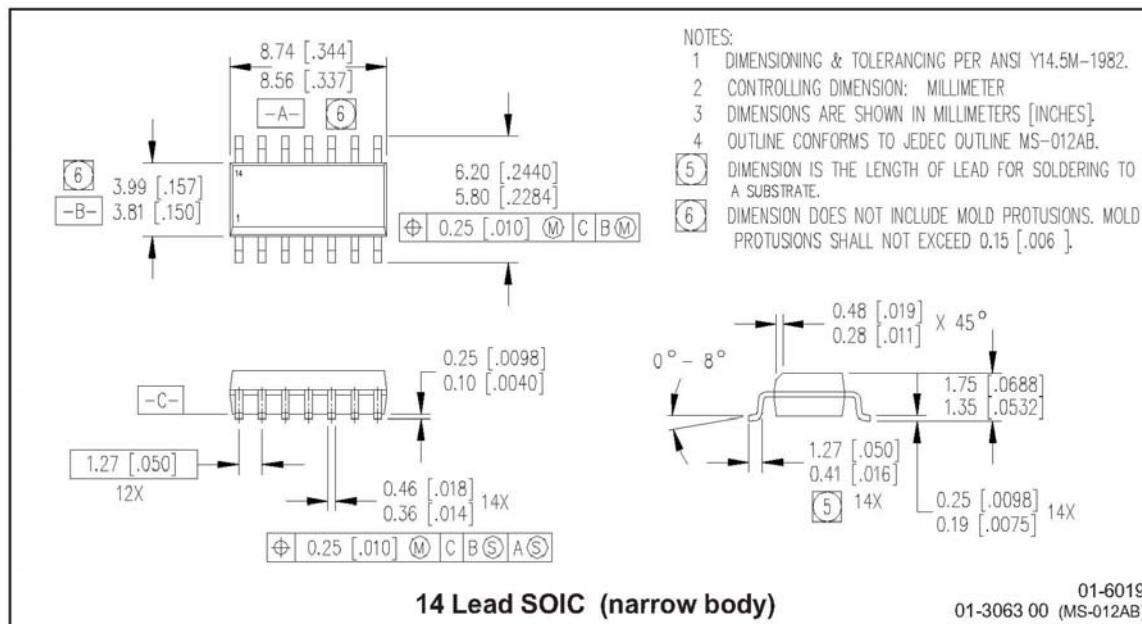 8.74 [.344]
8.56 [.337]
-A- 6
6
3.99 [.157]
3.81 [.150]
-B-
14
1
6.20 [.2440]
5.80 [.2284]
⌖ 0.25 [.010] Ⓜ C B Ⓜ
NOTES:
1 DIMENSIONING & TOLERANCING PER ANSI Y14.5M-1982.
2 CONTROLLING DIMENSION: MILLIMETER
3 DIMENSIONS ARE SHOWN IN MILLIMETERS [INCHES].
4 OUTLINE CONFORMS TO JEDEC OUTLINE MS-012AB.
5 DIMENSION IS THE LENGTH OF LEAD FOR SOLDERING TO
A SUBSTRATE.
6 DIMENSION DOES NOT INCLUDE MOLD PROTUSIONS. MOLD
PROTUSIONS SHALL NOT EXCEED 0.15 [.006 ].
-C-
0.25 [.0098]
0.10 [.0040]
1.27 [.050]
12X
0.46 [.018]
0.36 [.014] 14X
⌖ 0.25 [.010] Ⓜ C B Ⓢ A Ⓢ
0.48 [.019]
0.28 [.011] X 45°
0°-8°
1.75 [.0688]
1.35 [.0532]
1.27 [.050]
0.41 [.016]
5 14X
0.25 [.0098]
0.19 [.0075] 14X
14 Lead SOIC (narrow body)
01-6019
01-3063 00 (MS-012AB)